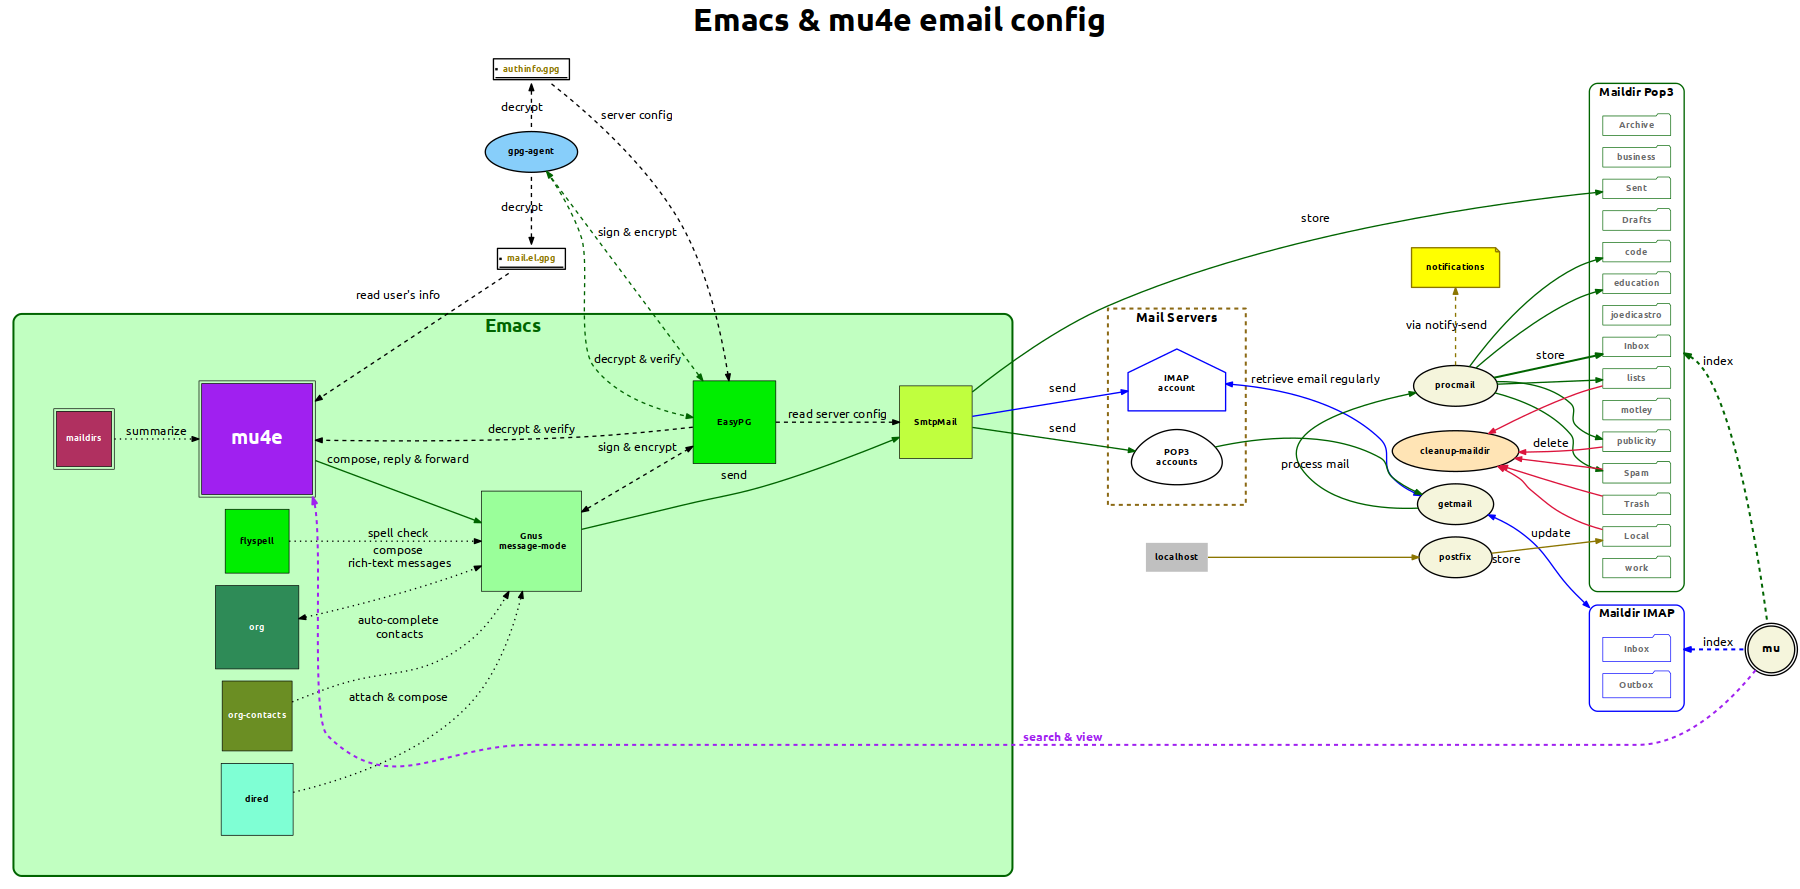 Emacs & mu4e email config
authinfo.gpg
decrypt
server config
gpg-agent
decrypt
sign & encrypt
mail.el.gpg
read user's info
Emacs
decrypt & verify
maildirs
summarize
mu4e
decrypt & verify
compose, reply & forward
sign & encrypt
EasyPG
read server config
SmtpMail
send
Gnus
message-mode
flyspell
spell check
compose
rich-text messages
org
auto-complete
contacts
org-contacts
attach & compose
dired
search & view
store
send
send
Mail Servers
IMAP
account
POP3
accounts
retrieve email regularly
process mail
localhost
notifications
via notify-send
procmail
store
cleanup-maildir
delete
getmail
update
postfix
store
Maildir Pop3
Archive
business
Sent
Drafts
code
education
joedicastro
Inbox
lists
motley
publicity
Spam
Trash
Local
work
Maildir IMAP
Inbox
Outbox
index
index
mu